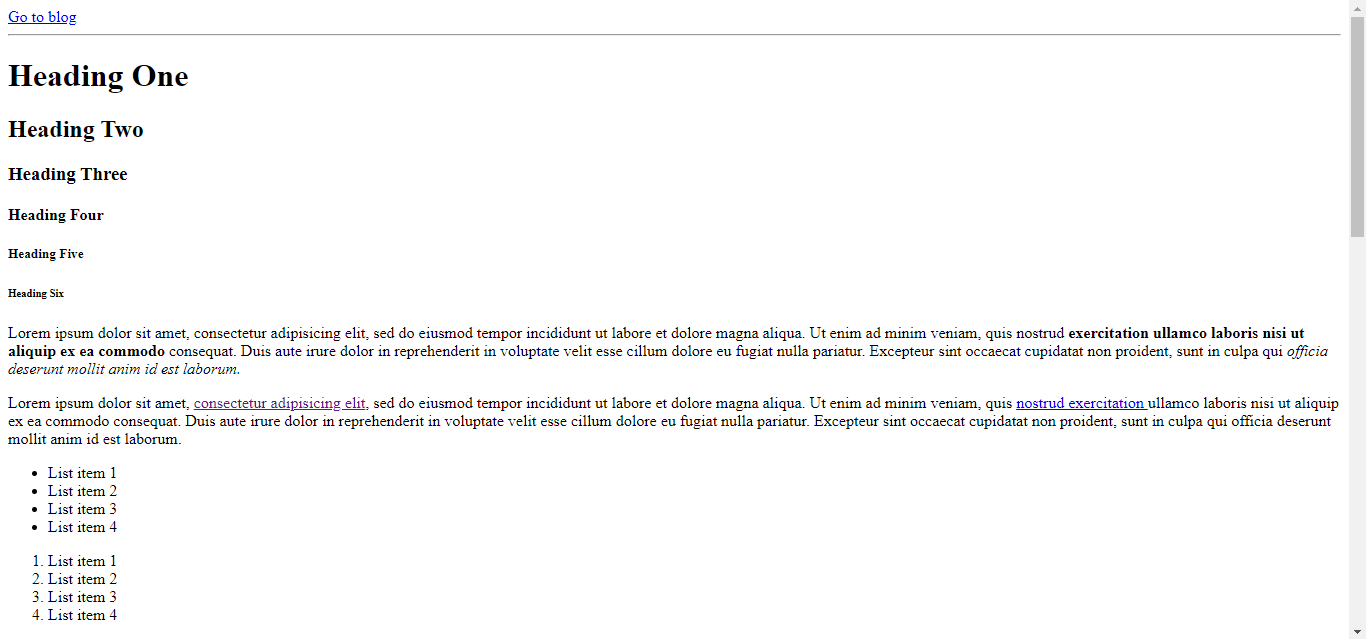 Go to blog
Heading One
Heading Two
Heading Three
Heading Four
Heading Five
Heading Six
Lorem ipsum dolor sit amet, consectetur adipisicing elit, sed do eiusmod tempor incididunt ut labore et dolore magna aliqua. Ut enim ad minim veniam, quis nostrud exercitation ullamco laboris nisi ut
aliquip ex ea commodo consequat. Duis aute irure dolor in reprehenderit in voluptate velit esse cillum dolore eu fugiat nulla pariatur. Excepteur sint occaecat cupidatat non proident, sunt in culpa qui officia
deserunt mollit anim id est laborum.
Lorem ipsum dolor sit amet, consectetur adipisicing elit, sed do eiusmod tempor incididunt ut labore et dolore magna aliqua. Ut enim ad minim veniam, quis nostrud exercitation ullamco laboris nisi ut aliquip
ex ea commodo consequat. Duis aute irure dolor in reprehenderit in voluptate velit esse cillum dolore eu fugiat nulla pariatur. Excepteur sint occaecat cupidatat non proident, sunt in culpa qui officia deserunt
mollit anim id est laborum.
• List item 1
• List item 2
• List item 3
• List item 4
1. List item 1
2. List item 2
3. List item 3
4. List item 4